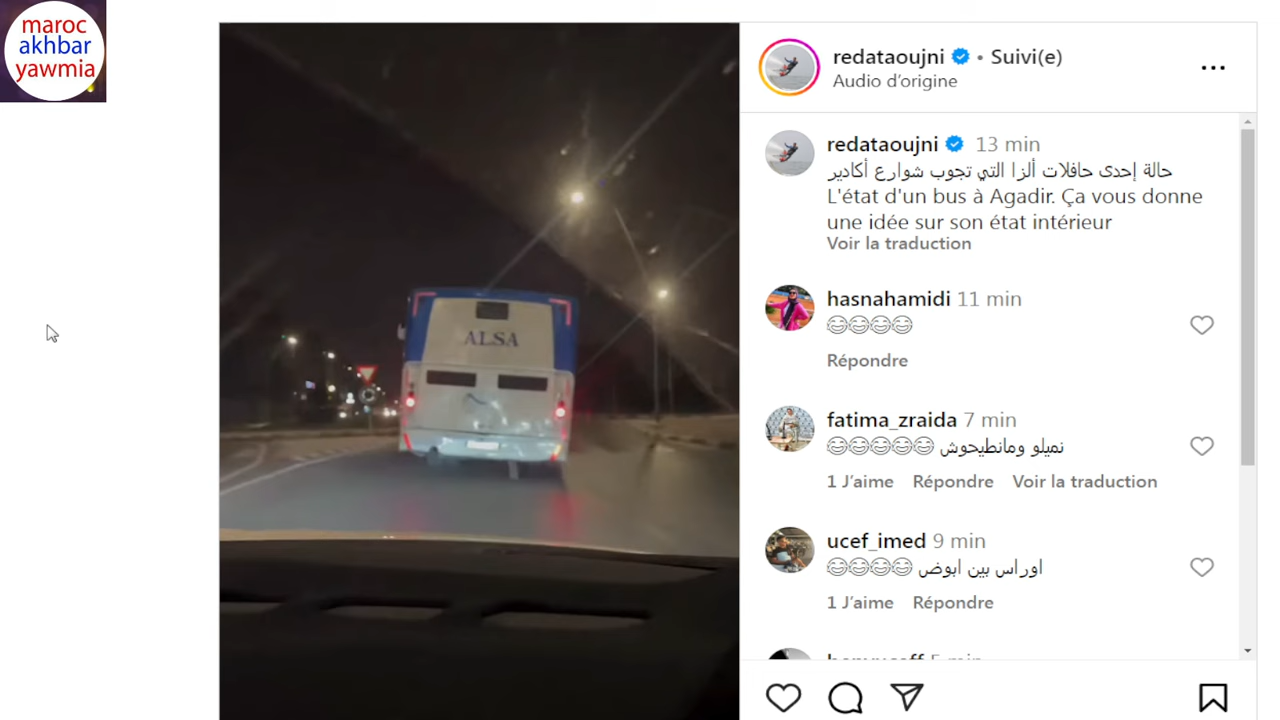 maroc
akhbar
yawmia
ALSA
redataoujni • Suivi(e)
Audio d'origine
redataoujni 13 min
حالة إحدى حافلات ألزا التي تجوب شوارع أكادير
L'état d'un bus à Agadir. Ça vous donne
une idée sur son état intérieur
Voir la traduction
hasnahamidi 11 min
😂😂😂😂
Répondre
fatima_zraida 7 min
نميلو ومانطيحوش 😂😂😂😂😂
1 J'aime Répondre Voir la traduction
ucef_imed 9 min
اوراس بين ابوض 😂😂😂😂
1 J'aime Répondre